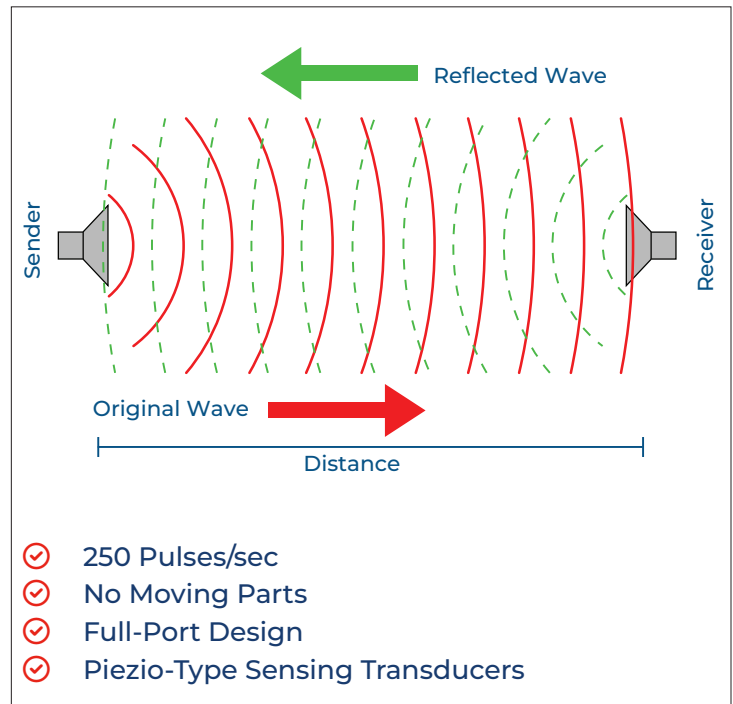 Reflected Wave
Sender
Receiver
Original Wave
Distance
250 Pulses/sec
No Moving Parts
Full-Port Design
Piezio-Type Sensing Transducers